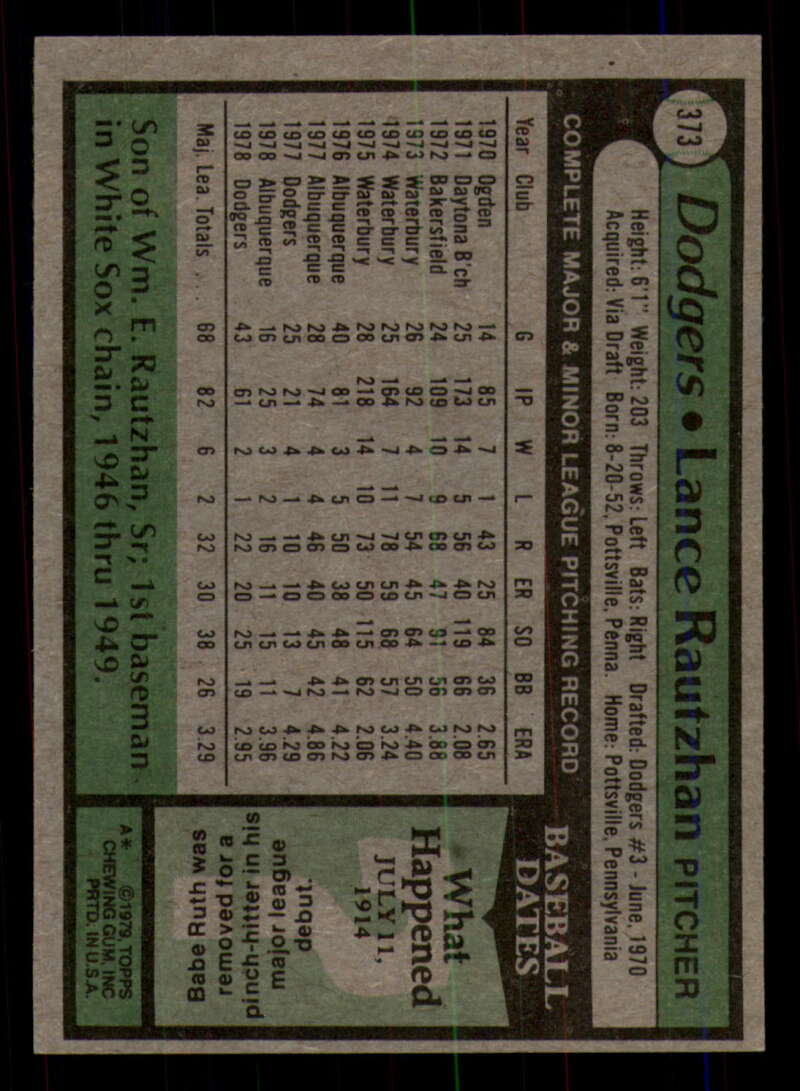 373
Dodgers • Lance Rautzhan PITCHER
Height: 6'1" Weight: 203 Throws: Left Bats: Right Drafted: Dodgers #3 - June, 1970
Acquired: Via Draft Born: 8-20-52, Pottsville, Penna. Home: Pottsville, Pennsylvania
COMPLETE MAJOR & MINOR LEAGUE PITCHING RECORD
Year Club G IP W L R ER SO BB ERA
1970 Ogden 14 85 7 1 43 25 84 36 2.65
1971 Daytona B'ch 25 173 14 5 56 40 119 66 2.08
1972 Bakersfield 24 109 10 6 68 47 91 56 3.88
1973 Waterbury 26 92 4 7 54 45 64 50 4.40
1974 Waterbury 25 164 7 11 78 59 68 57 3.24
1975 Waterbury 28 218 14 10 73 50 115 62 2.06
1976 Albuquerque 40 81 3 5 50 38 48 41 4.22
1977 Albuquerque 28 74 4 4 46 40 45 42 4.86
1977 Dodgers 25 21 4 1 10 10 13 7 4.29
1978 Albuquerque 16 25 3 2 16 11 15 11 3.96
1978 Dodgers 43 61 2 1 22 20 25 19 2.95
Maj. Lea. Totals . . . 68 82 6 2 32 30 38 26 3.29
Son of Wm. E. Rautzhan, Sr; 1st baseman
in White Sox chain, 1946 thru 1949.
BASEBALL
DATES
What
Happened
JULY 11,
1914
Babe Ruth was
removed for a
pinch-hitter in his
major league
debut.
A* ©1979, TOPPS
CHEWING GUM, INC
PRTD. IN U.S.A.